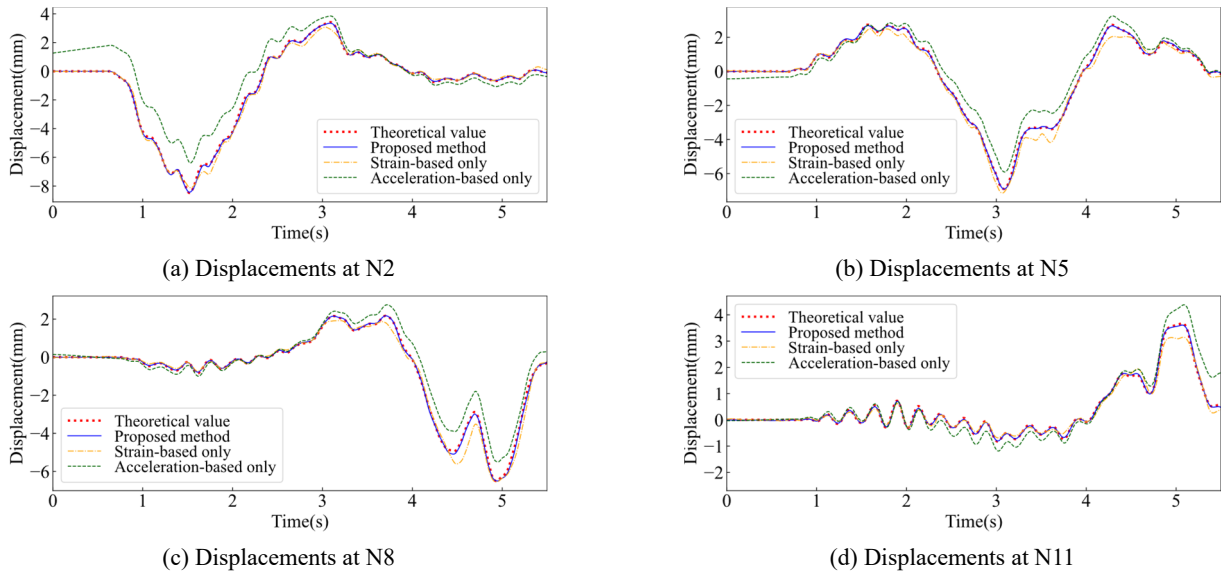 4
2
0
−2
−4
−6
−8
Displacement(mm)
Theoretical value
Proposed method
Strain-based only
Acceleration-based only
0 1 2 3 4 5
Time(s)
(a) Displacements at N2
2
0
−2
−4
−6
Displacement(mm)
Theoretical value
Proposed method
Strain-based only
Acceleration-based only
0 1 2 3 4 5
Time(s)
(b) Displacements at N5
2
0
−2
−4
−6
Displacement(mm)
Theoretical value
Proposed method
Strain-based only
Acceleration-based only
0 1 2 3 4 5
Time(s)
(c) Displacements at N8
4
3
2
1
0
−1
−2
Displacement(mm)
Theoretical value
Proposed method
Strain-based only
Acceleration-based only
0 1 2 3 4 5
Time(s)
(d) Displacements at N11